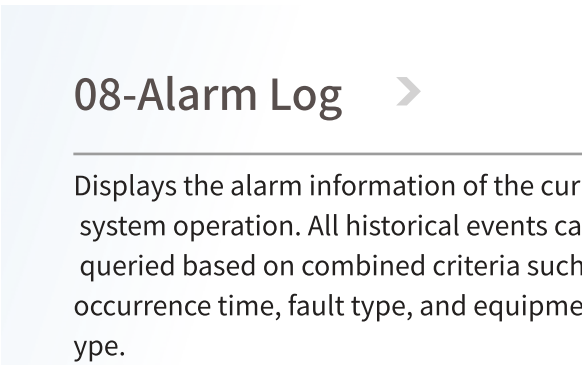 08-Alarm Log
Displays the alarm information of the cur
system operation. All historical events ca
queried based on combined criteria such
occurrence time, fault type, and equipme
ype.